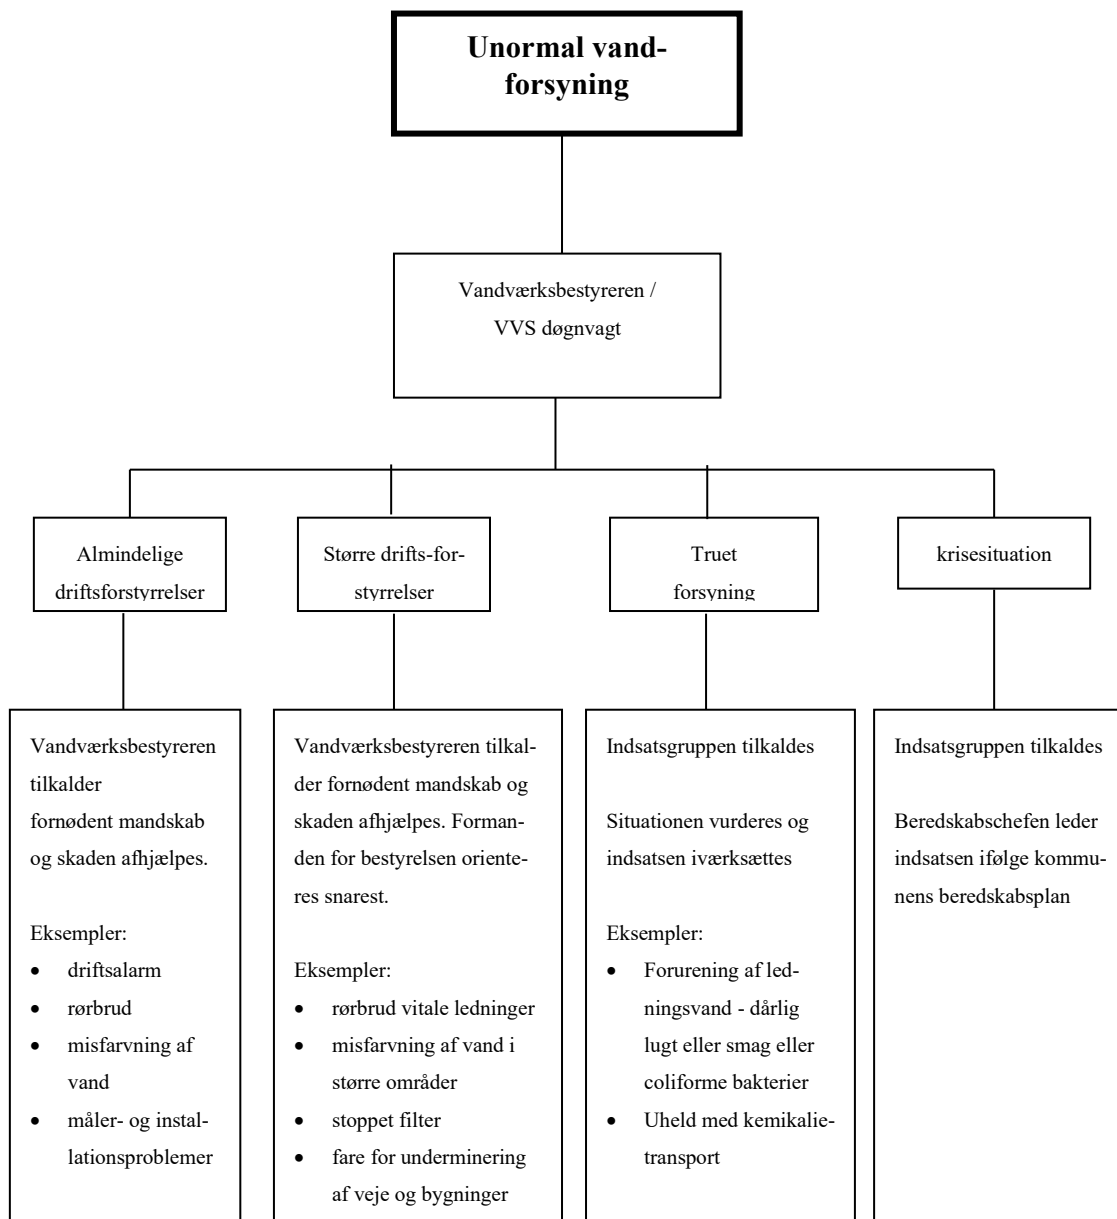 Unormal vand-
forsyning
Vandværksbestyreren /
VVS døgnvagt
Almindelige
driftsforstyrrelser
Større drifts-for-
styrrelser
Truet
forsyning
krisesituation
Vandværksbestyreren
tilkalder
fornødent mandskab
og skaden afhjælpes.
Eksempler:
• driftsalarm
• rørbrud
• misfarvning af
vand
• måler- og instal-
lationsproblemer
Vandværksbestyreren tilkal-
der fornødent mandskab og
skaden afhjælpes. Forman-
den for bestyrelsen oriente-
res snarest.
Eksempler:
• rørbrud vitale ledninger
• misfarvning af vand i
større områder
• stoppet filter
• fare for underminering
af veje og bygninger
Indsatsgruppen tilkaldes
Situationen vurderes og
indsatsen iværksættes
Eksempler:
• Forurening af led-
ningsvand - dårlig
lugt eller smag eller
coliforme bakterier
• Uheld med kemikalie-
transport
Indsatsgruppen tilkaldes
Beredskabschefen leder
indsatsen ifølge kommu-
nens beredskabsplan